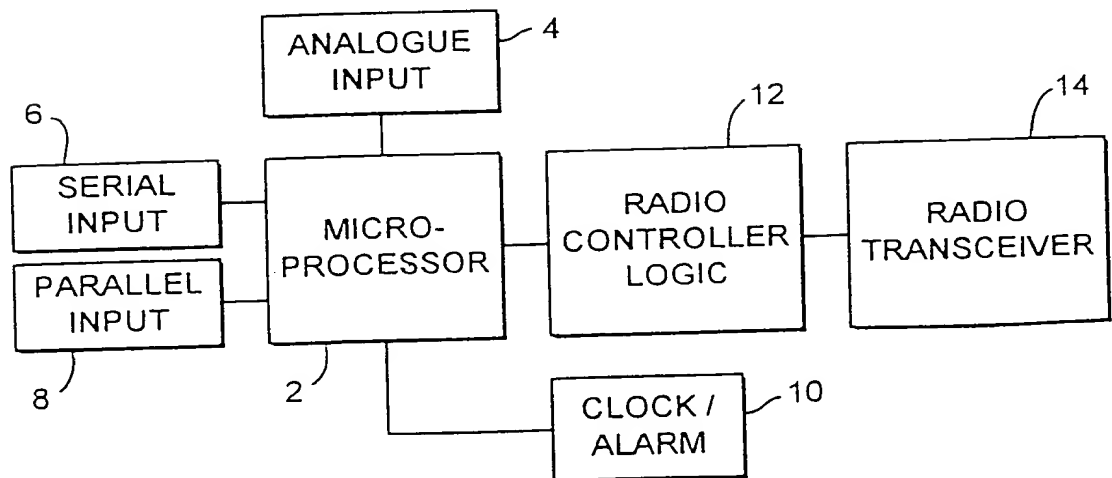 ANALOGUE
INPUT
4
6
SERIAL
INPUT
12
14
MICRO-
PROCESSOR
RADIO
CONTROLLER
LOGIC
RADIO
TRANSCEIVER
PARALLEL
INPUT
8
2
CLOCK /
ALARM
10